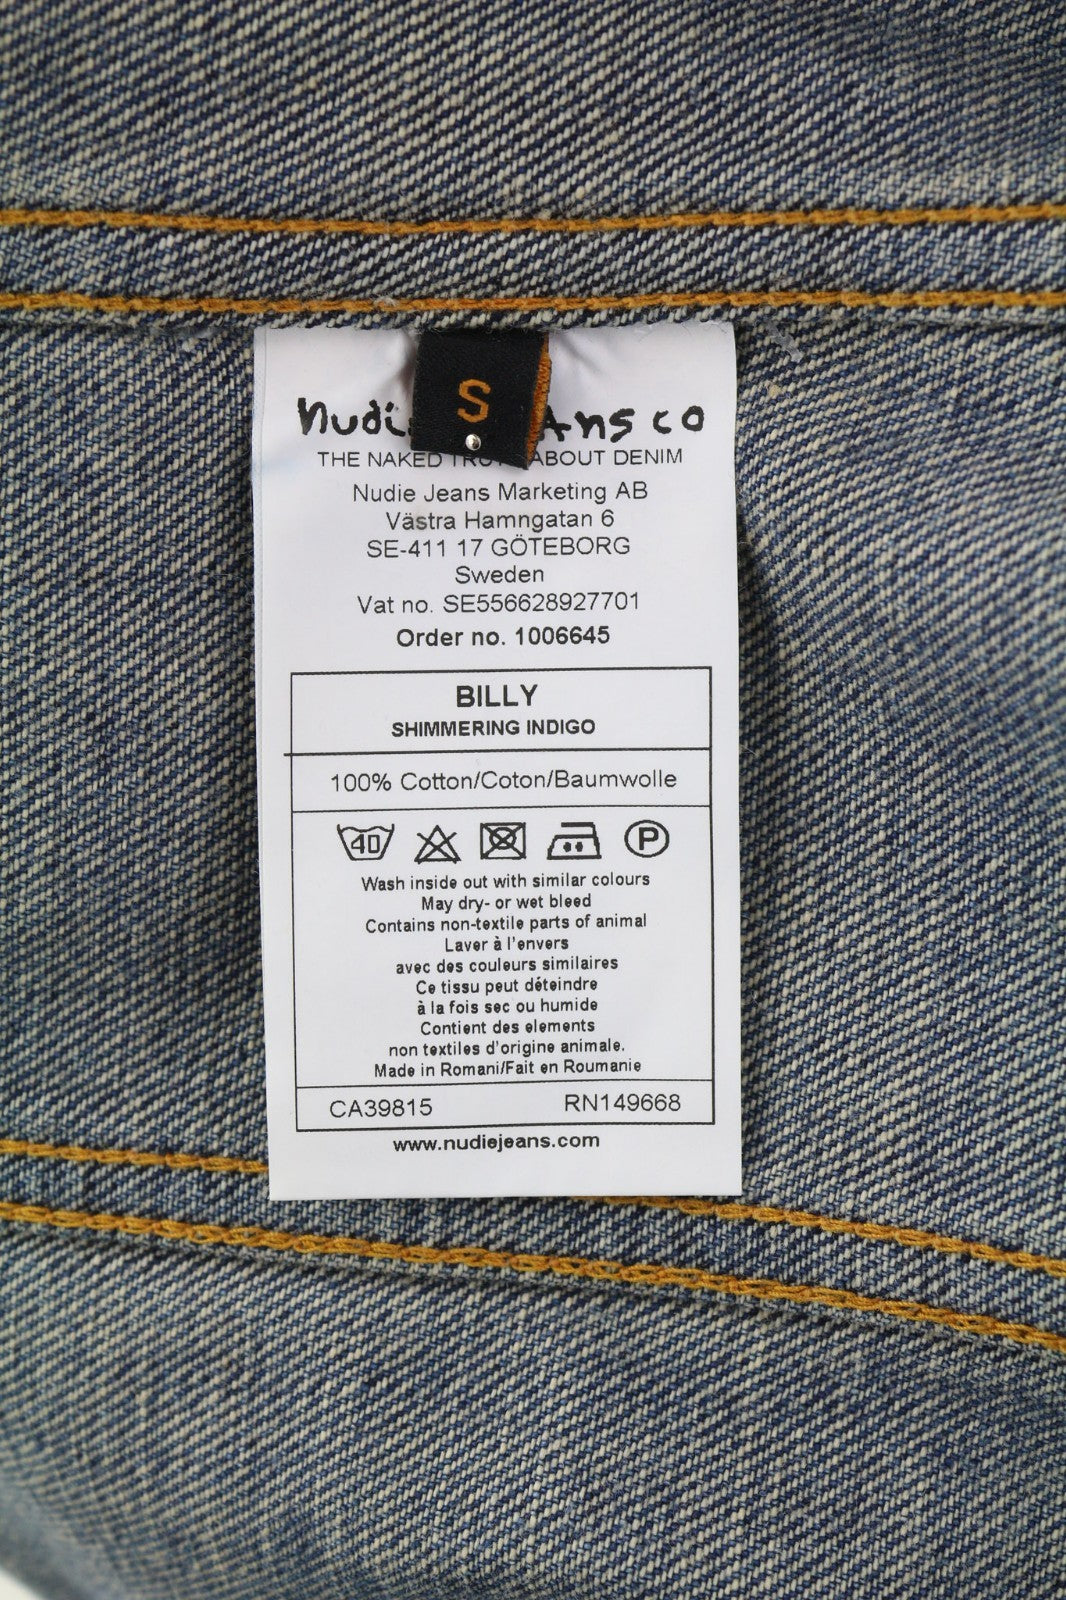 S
nudie jeans co
THE NAKED TRUTH ABOUT DENIM
Nudie Jeans Marketing AB
Västra Hamngatan 6
SE-411 17 GÖTEBORG
Sweden
Vat no. SE556628927701
Order no. 1006645
BILLY
SHIMMERING INDIGO
100% Cotton/Coton/Baumwolle
40 P
Wash inside out with similar colours
May dry- or wet bleed
Contains non-textile parts of animal
Laver à l'envers
avec des couleurs similaires
Ce tissu peut déteindre
à la fois sec ou humide
Contient des elements
non textiles d'origine animale.
Made in Romani/Fait en Roumanie
CA39815 RN149668
www.nudiejeans.com